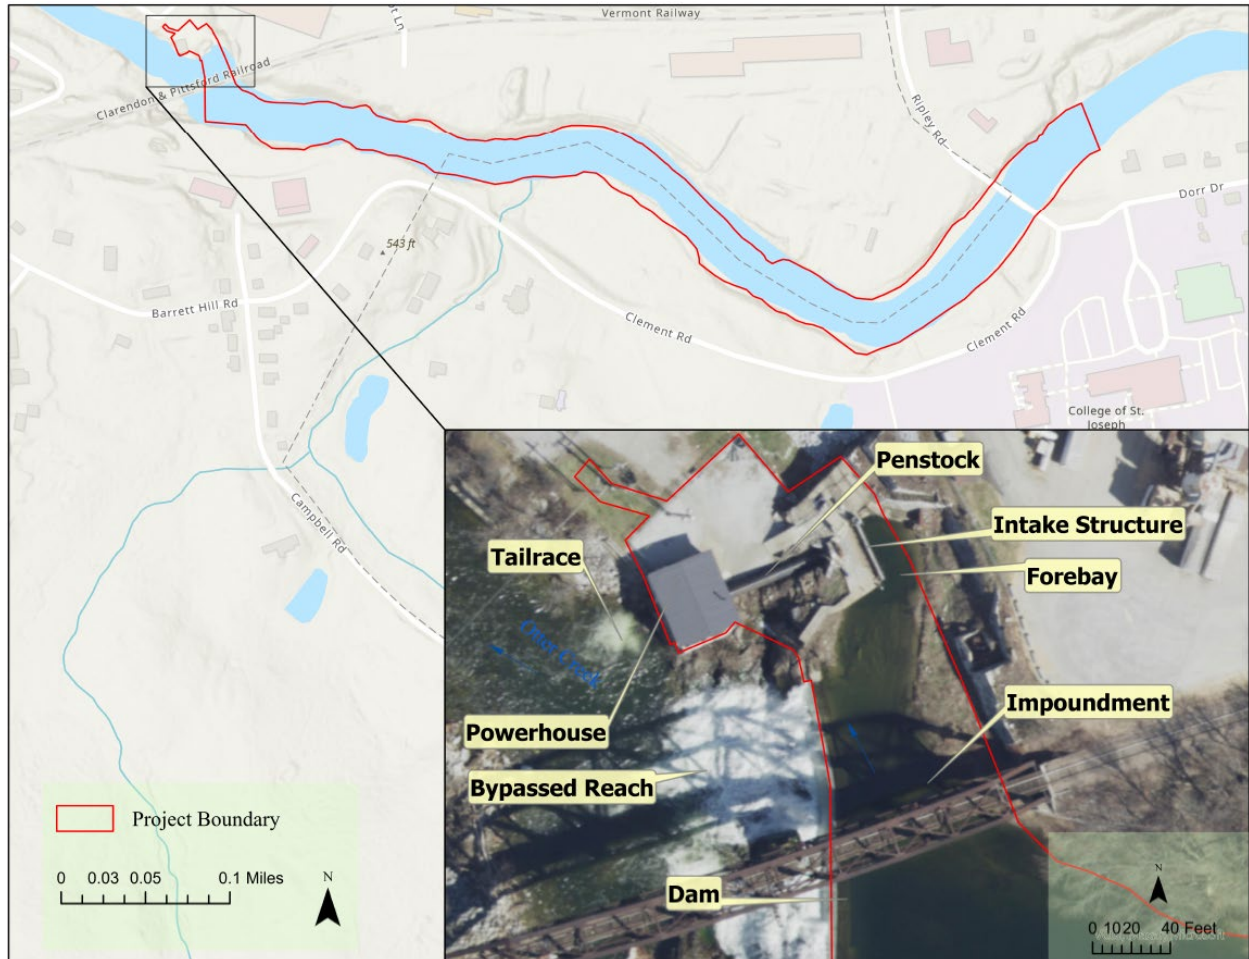 Vermont Railway
t Ln
Clarendon & Pittsford Railroad
Ripley Rd
Dorr Dr
543 ft
Barrett Hill Rd
Clement Rd
Clement Rd
College of St.
Joseph
Campbell Rd
Penstock
Intake Structure
Tailrace
Forebay
Otter Creek
Impoundment
Powerhouse
Bypassed Reach
Dam
Project Boundary
0 0.03 0.05 0.1 Miles
N
N
0 10 20 40 Feet